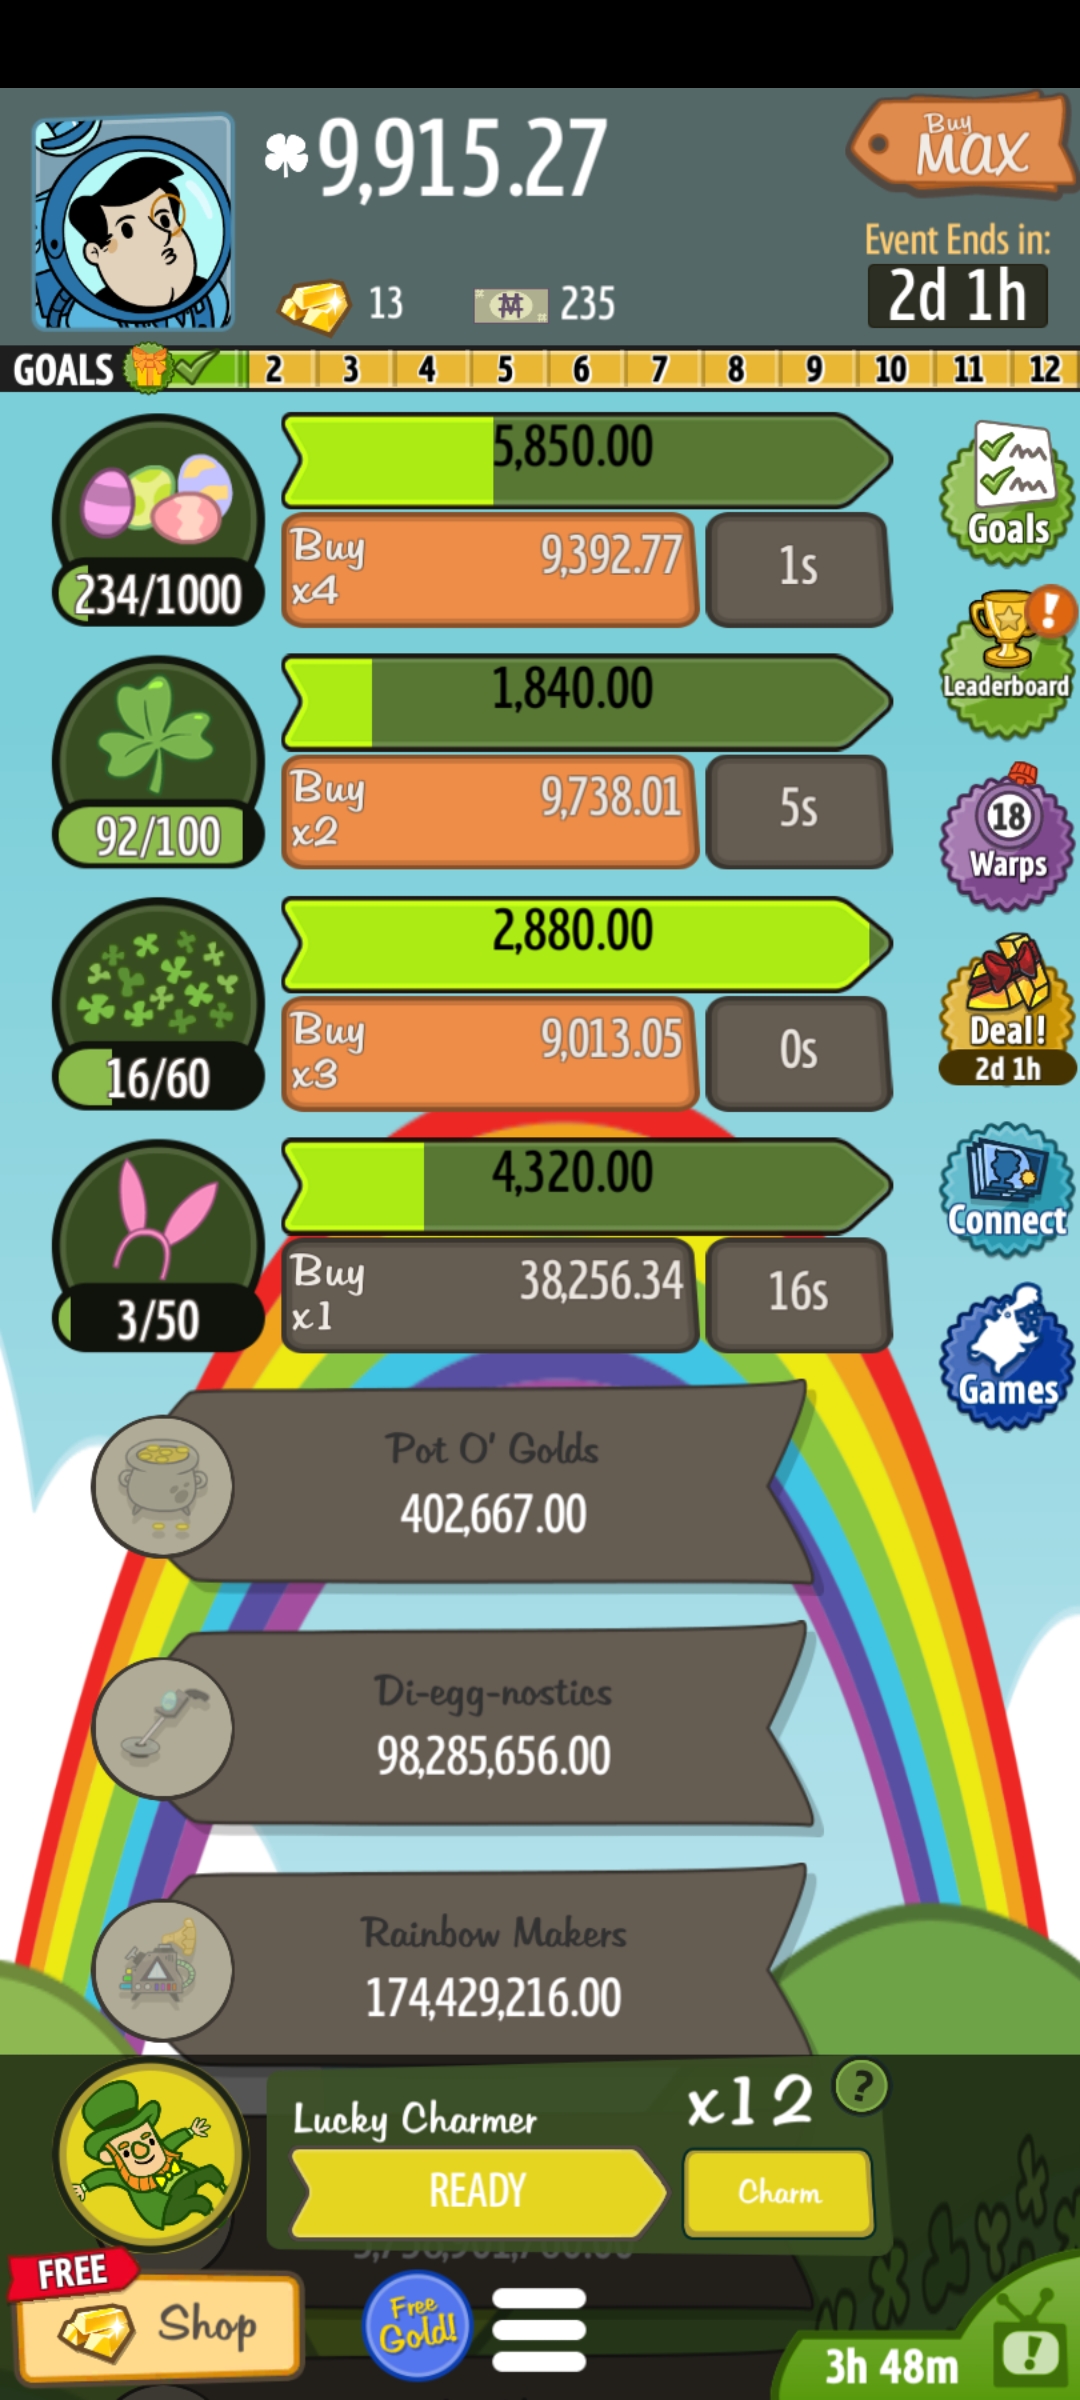 9,915.27
Buy
MAX
13
235
Event Ends in:
2d 1h
GOALS 2 3 4 5 6 7 8 9 10 11 12
5,850.00
Buy
x4
9,392.77
1s
234/1000
Goals
1,840.00
Buy
x2
9,738.01
5s
92/100
!
Leaderboard
18
Warps
2,880.00
Buy
x3
9,013.05
0s
16/60
Deal!
2d 1h
4,320.00
Buy
x1
38,256.34
16s
3/50
Connect
Games
Pot O' Golds
402,667.00
Di-egg-nostics
98,285,656.00
Rainbow Makers
174,429,216.00
Lucky Charmer
x12
?
READY
Charm
FREE
Shop
Free
Gold!
3h 48m
!